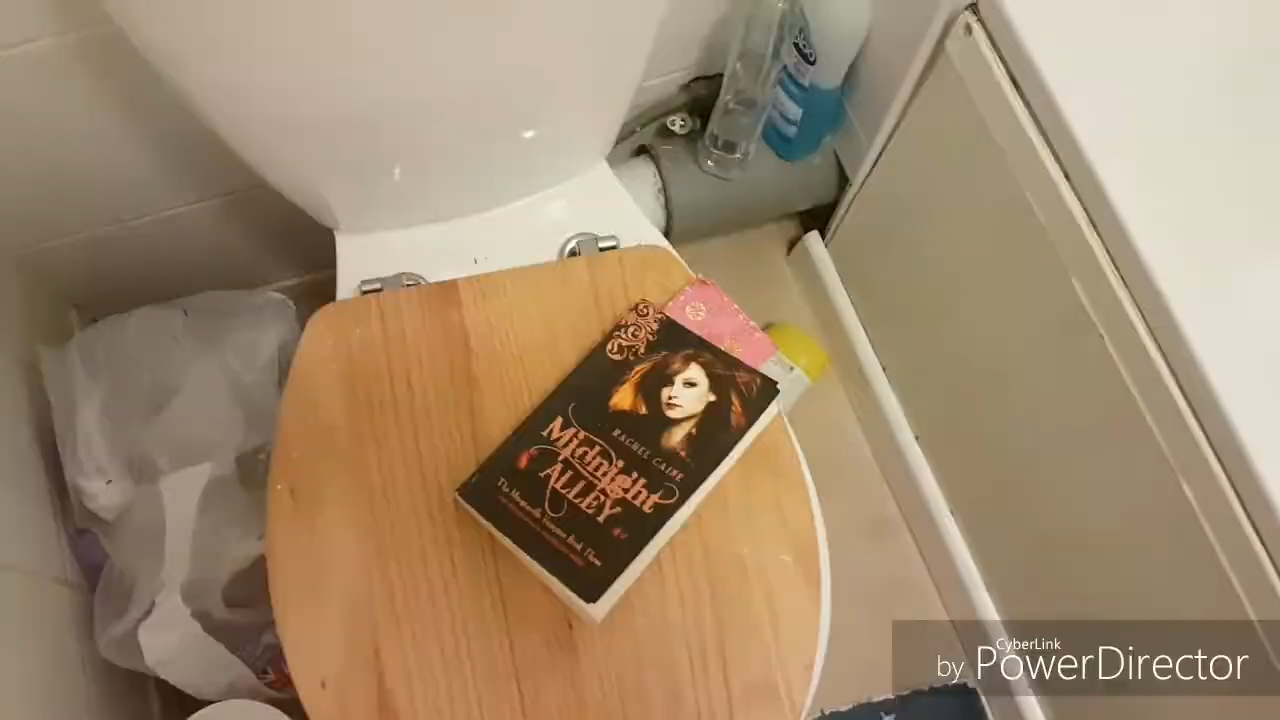 RACHEL CAINE
Midnight
ALLEY
The Morganville Vampires Book Three
CyberLink
by PowerDirector